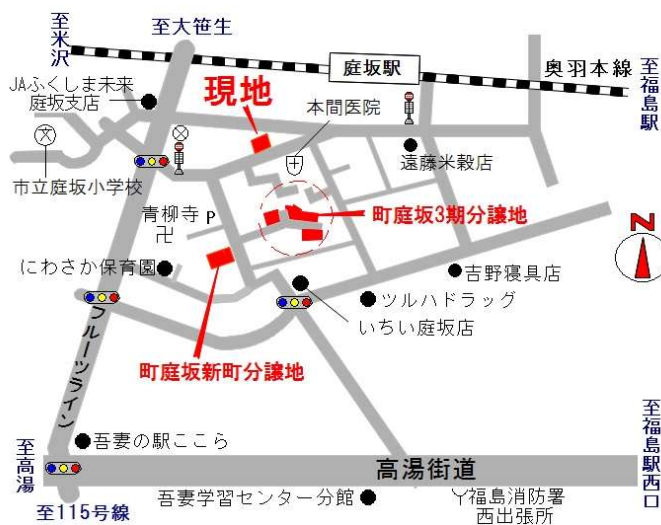 至米沢
至大笹生
庭坂駅
奥羽本線
至福島駅
JAふくしま未来
庭坂支店
現地
本間医院
文
遠藤米穀店
市立庭坂小学校
青柳寺 P
卍
町庭坂3期分譲地
N
にわさか保育園
吉野寝具店
ツルハドラッグ
いちい庭坂店
フルーツライン
町庭坂新町分譲地
至高湯
吾妻の駅ここら
高湯街道
至福島駅西口
至115号線
吾妻学習センター分館
福島消防署
西出張所